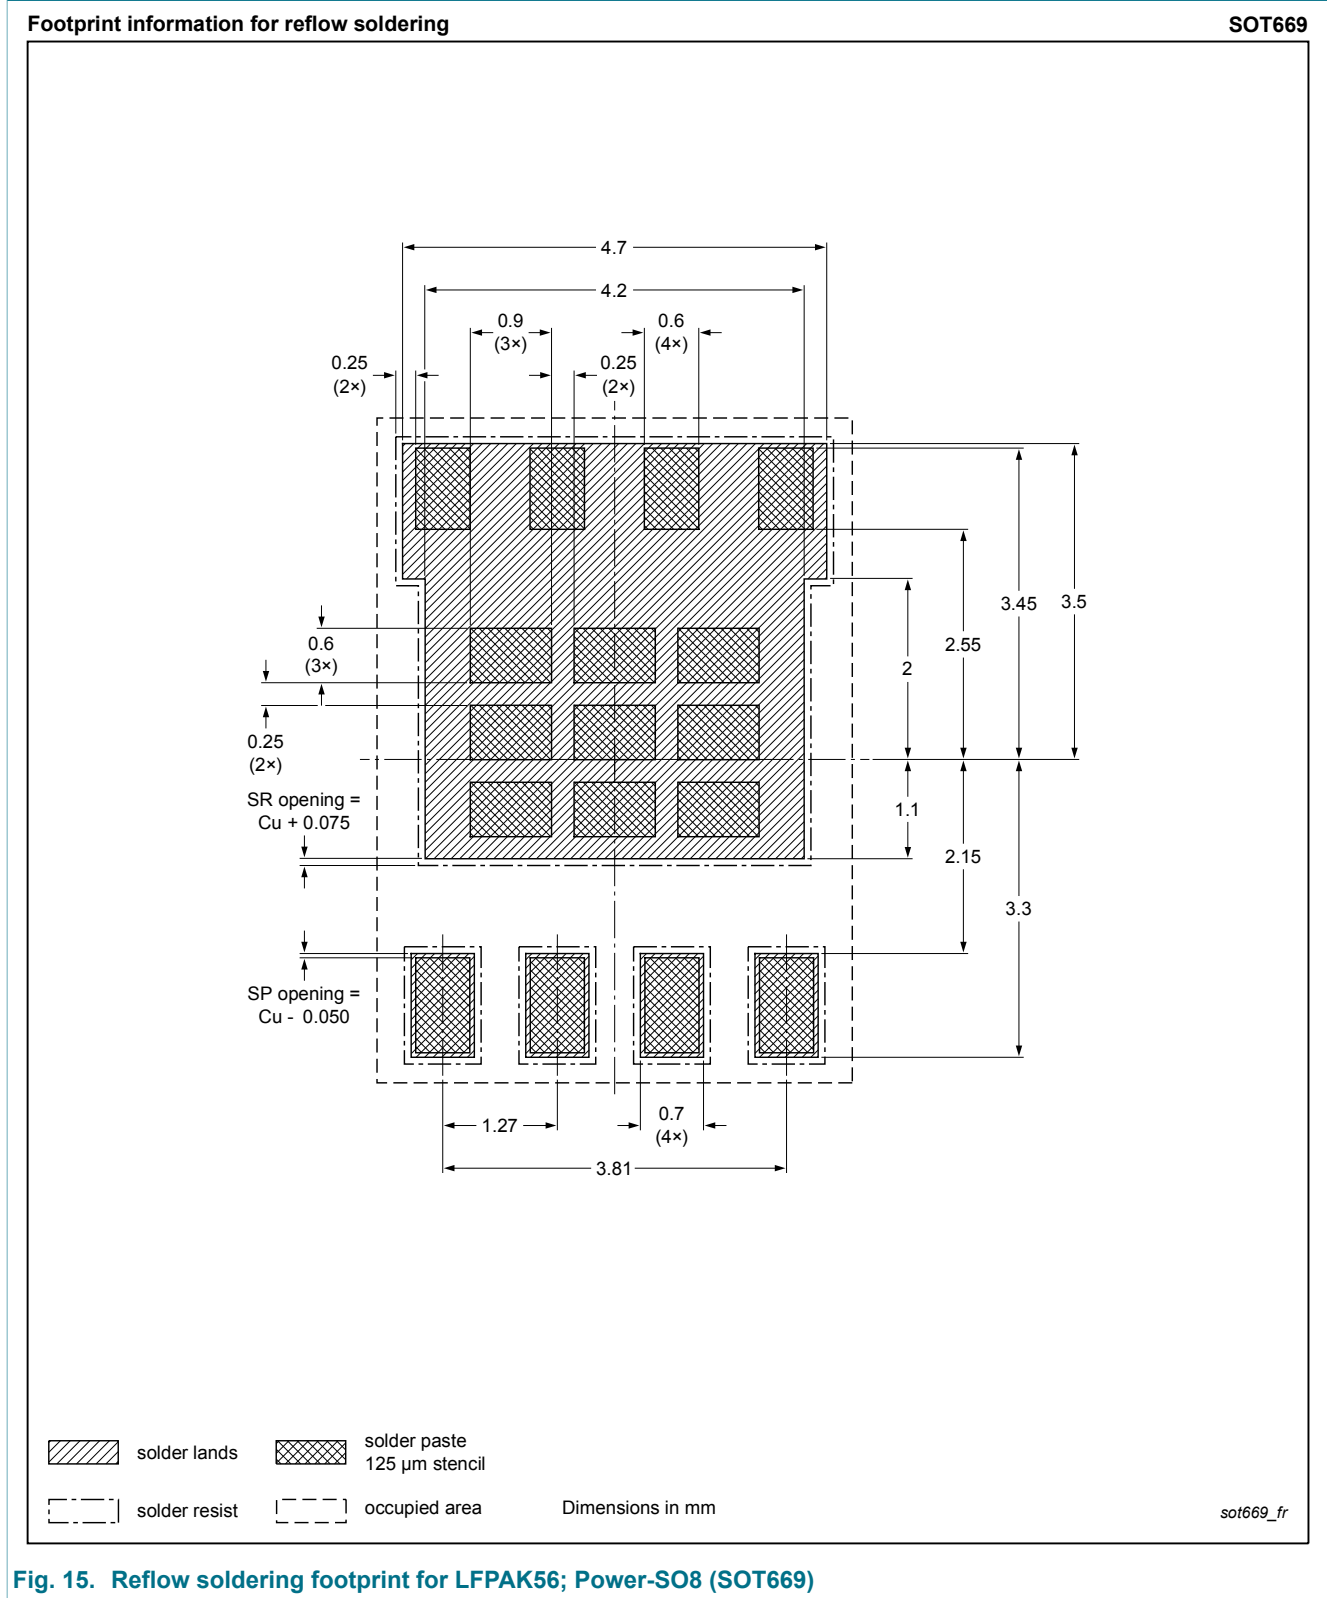 Footprint information for reflow soldering
SOT669
4.7
4.2
0.9
(3×)
0.6
(4×)
0.25
(2×)
0.25
(2×)
3.45
3.5
2.55
2
0.6
(3×)
0.25
(2×)
SR opening =
Cu + 0.075
1.1
2.15
3.3
SP opening =
Cu - 0.050
1.27
0.7
(4×)
3.81
solder lands
solder paste
125 µm stencil
solder resist
occupied area
Dimensions in mm
sot669_fr
Fig. 15. Reflow soldering footprint for LFPAK56; Power-SO8 (SOT669)